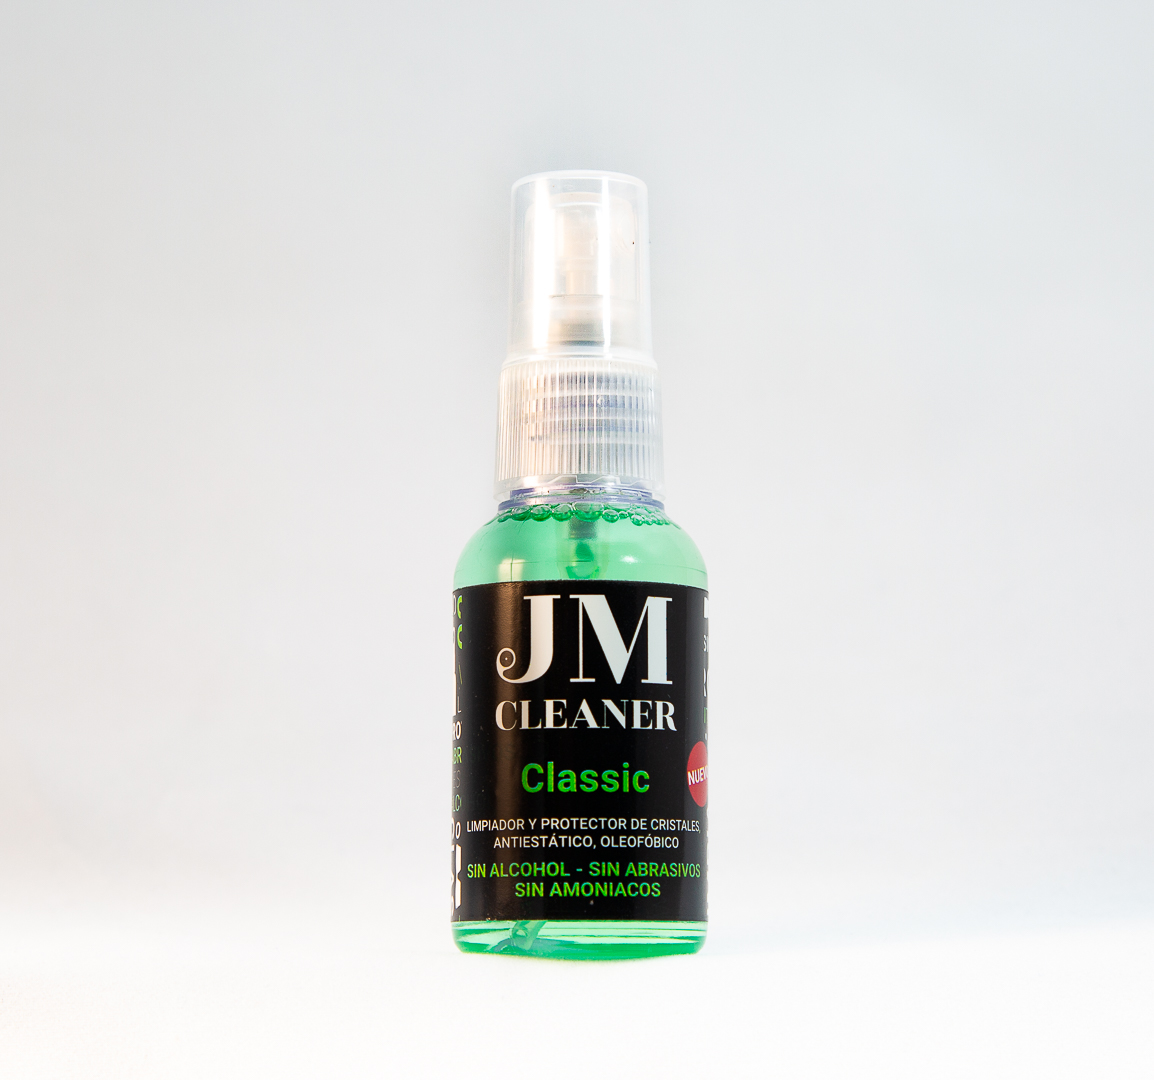 JM
CLEANER
Classic
LIMPIADOR Y PROTECTOR DE CRISTALES,
ANTIESTÁTICO, OLEOFÓBICO
SIN ALCOHOL - SIN ABRASIVOS
SIN AMONIACOS